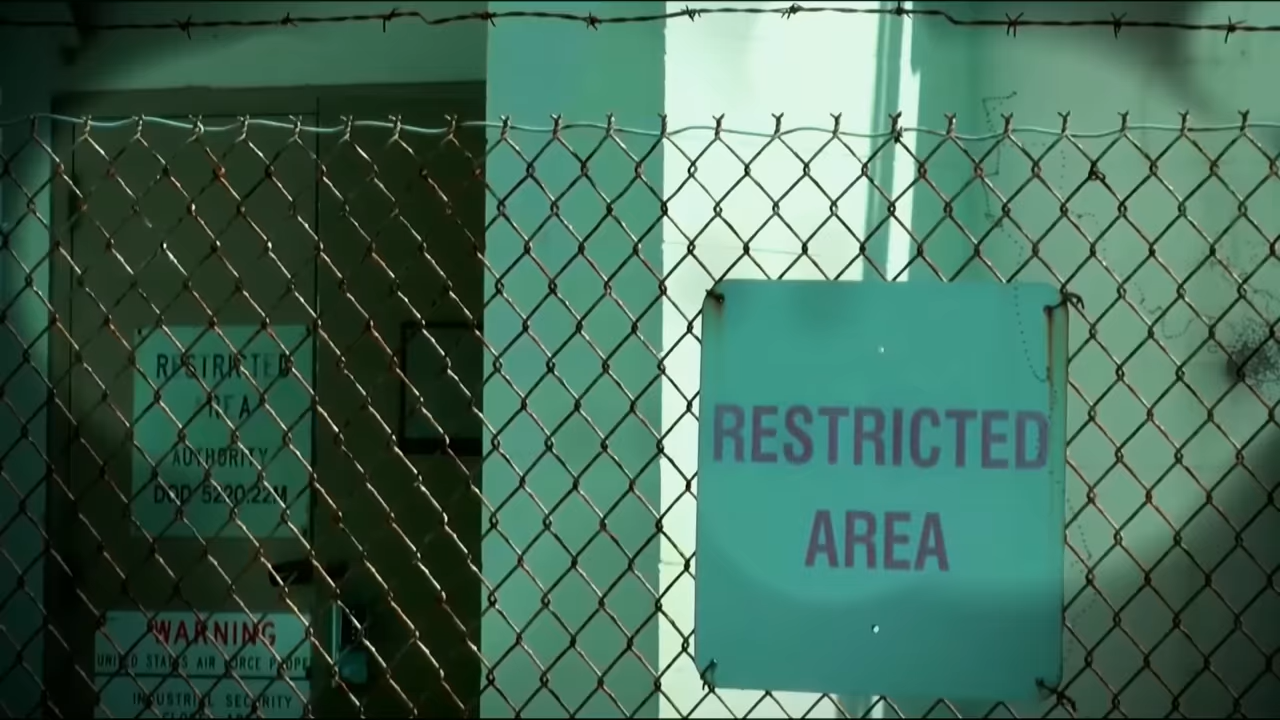 RESTRICTED
AREA
AUTHORITY
DOD 5220.22M
WARNING
UNITED STATES AIR FORCE PROPE
INDUSTRIAL SECURITY
RESTRICTED
AREA